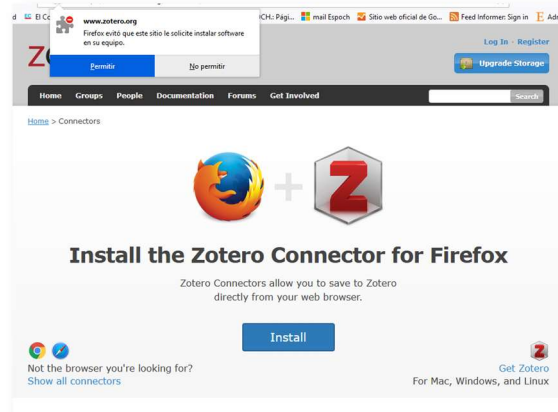 El Co
www.zotero.org
CH.: Pági...
mail Espoch
Sitio web oficial de Go...
Feed Informer: Sign in
Firefox evitó que este sitio le solicite instalar software
en su equipo.
Permitir
No permitir
Log In · Register
Upgrade Storage
Home Groups People Documentation Forums Get Involved
Search
Home > Connectors
Install the Zotero Connector for Firefox
Zotero Connectors allow you to save to Zotero
directly from your web browser.
Install
Not the browser you're looking for?
Show all connectors
Get Zotero
For Mac, Windows, and Linux